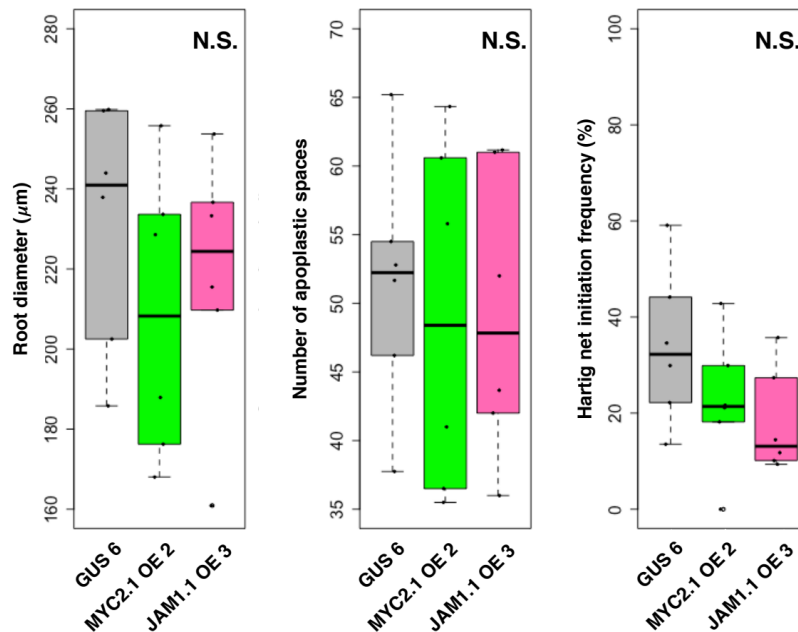 N.S.
Root diameter (μm)
280
260
240
220
200
180
160
GUS 6
MYC2.1 OE 2
JAM1.1 OE 3
N.S.
Number of apoplastic spaces
70
65
60
55
50
45
40
35
GUS 6
MYC2.1 OE 2
JAM1.1 OE 3
N.S.
Hartig net initiation frequency (%)
100
80
60
40
20
0
GUS 6
MYC2.1 OE 2
JAM1.1 OE 3